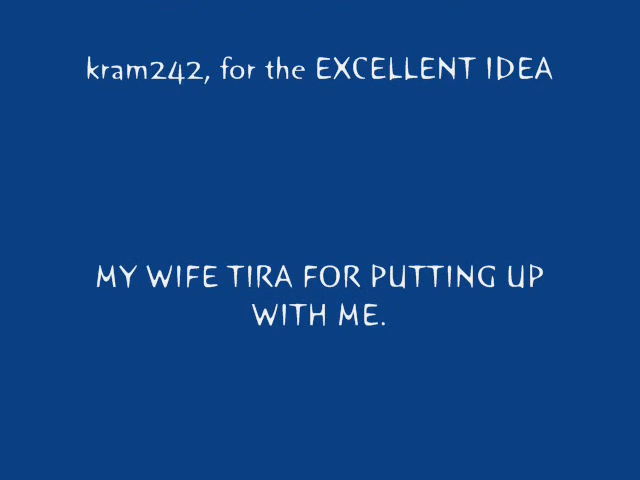 kram242, for the EXCELLENT IDEA
MY WIFE TIRA FOR PUTTING UP
WITH ME.